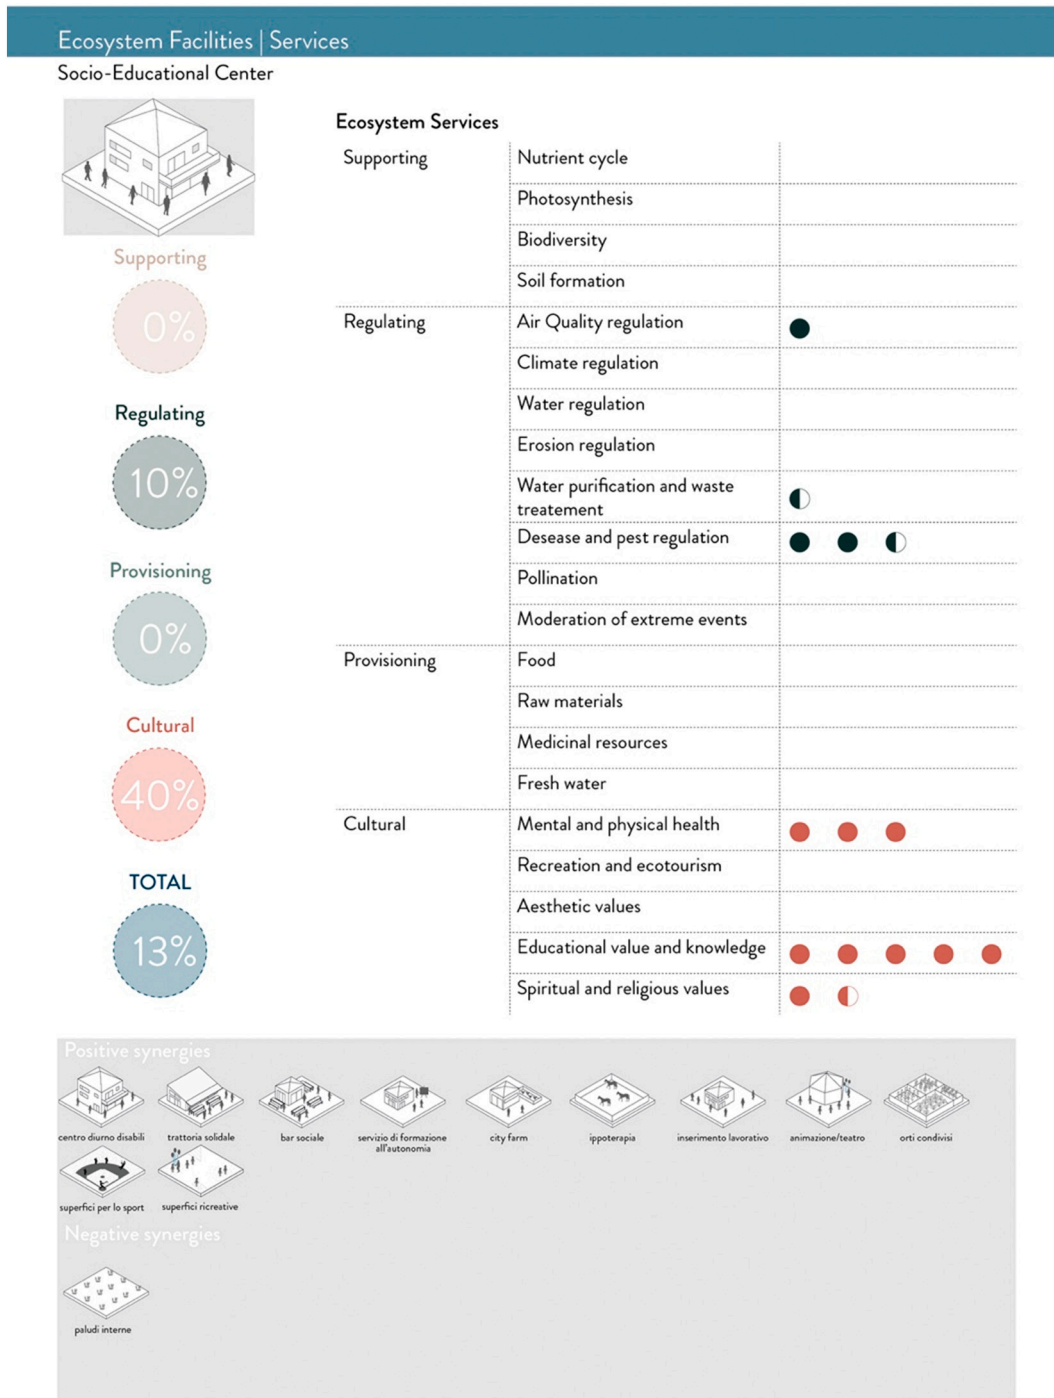 Ecosystem Facilities | Services
Socio-Educational Center
Supporting
0%
Regulating
10%
Provisioning
0%
Cultural
40%
TOTAL
13%
Ecosystem Services
Supporting
Nutrient cycle
Photosynthesis
Biodiversity
Soil formation
Regulating
Air Quality regulation
Climate regulation
Water regulation
Erosion regulation
Water purification and waste
treatement
Desease and pest regulation
Pollination
Moderation of extreme events
Provisioning
Food
Raw materials
Medicinal resources
Fresh water
Cultural
Mental and physical health
Recreation and ecotourism
Aesthetic values
Educational value and knowledge
Spiritual and religious values
Positive synergies
centro diurno disabili
trattoria solidale
bar sociale
servizio di formazione
all'autonomia
city farm
ippoterapia
inserimento lavorativo
animazione/teatro
orti condivisi
superfici per lo sport
superfici ricreative
Negative synergies
paludi interne